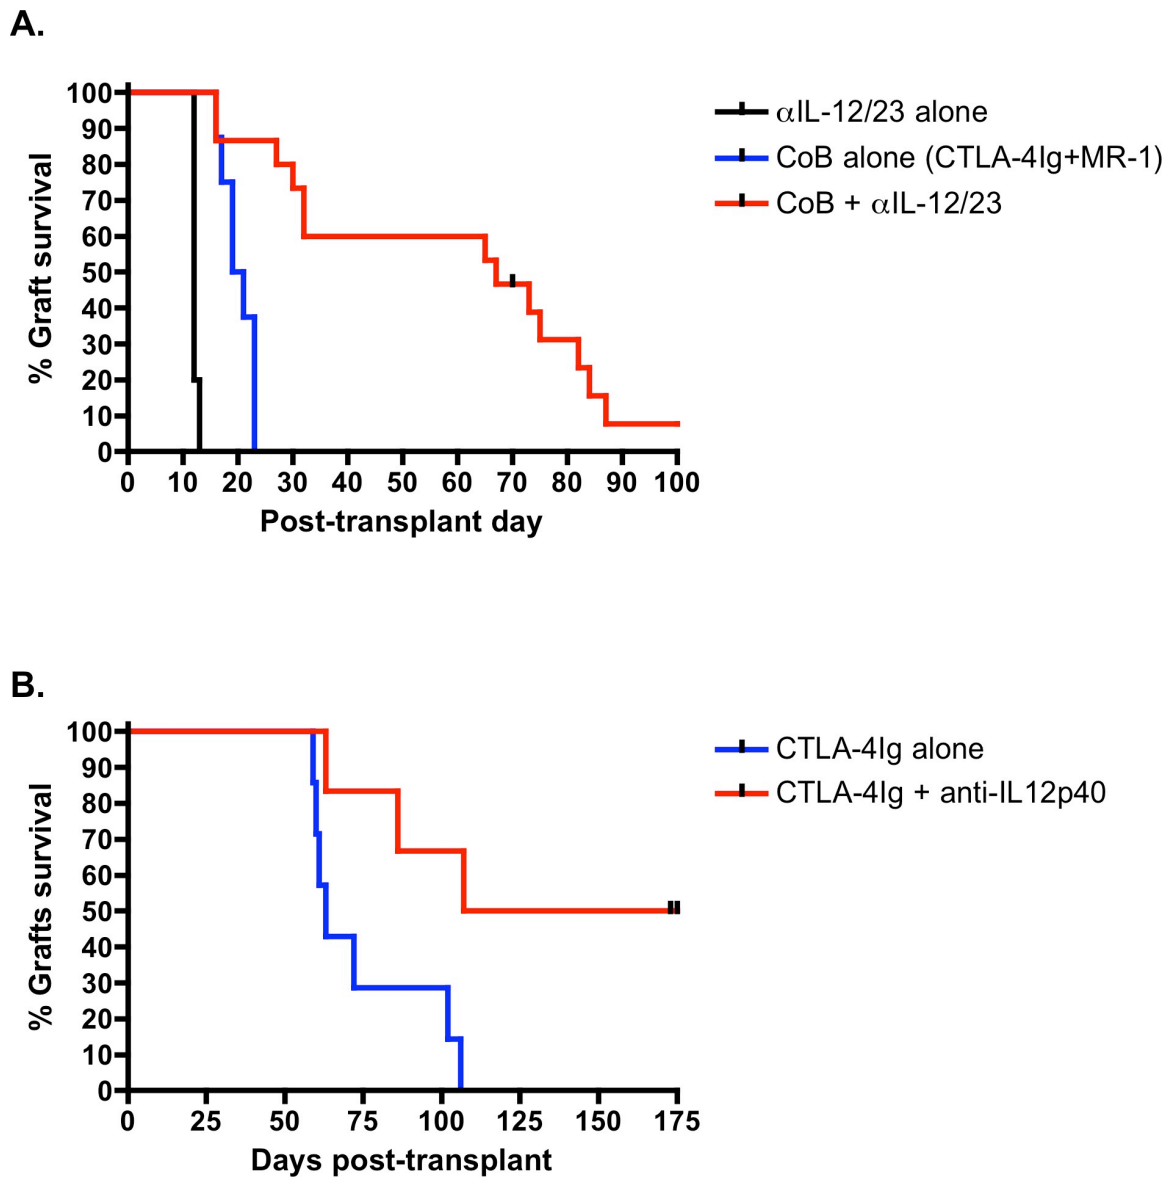 A.
100
90
80
70
60
50
40
30
20
10
0
% Graft survival
0 10 20 30 40 50 60 70 80 90 100
Post-transplant day
αIL-12/23 alone
CoB alone (CTLA-4Ig+MR-1)
CoB + αIL-12/23
B.
100
90
80
70
60
50
40
30
20
10
0
% Grafts survival
0 25 50 75 100 125 150 175
Days post-transplant
CTLA-4Ig alone
CTLA-4Ig + anti-IL12p40